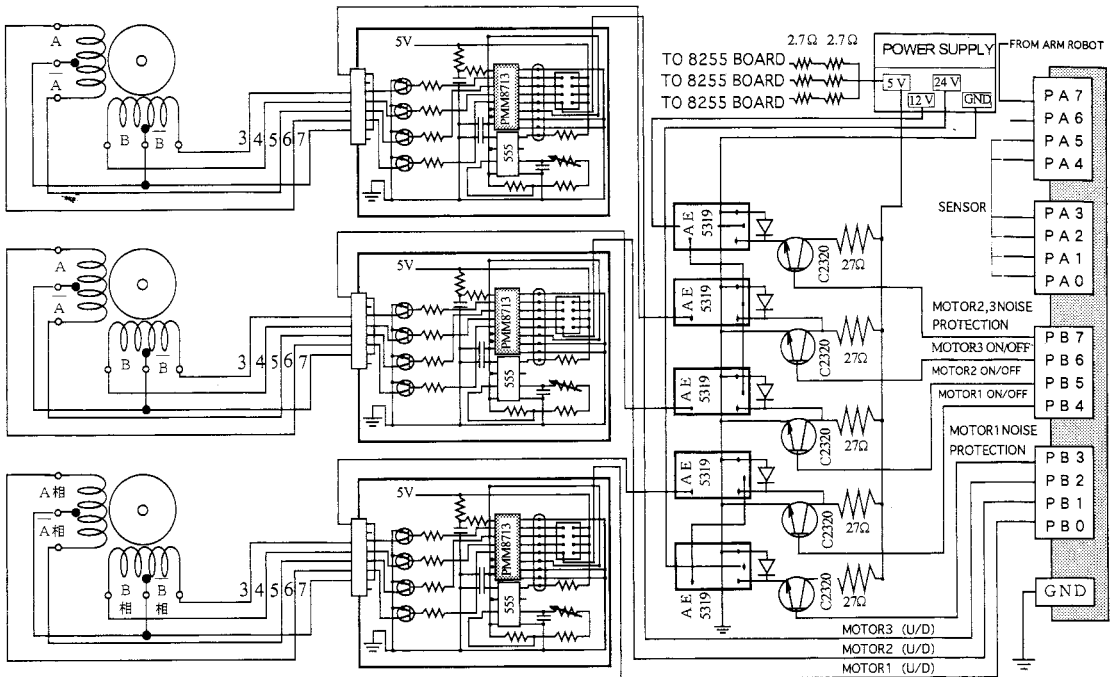 A
A
B
B
3 4 5 6 7
5V
PMM8713
555
A
A
B
B
3 4 5 6 7
5V
PMM8713
555
A相
A相
B相
B相
3 4 5 6 7
5V
PMM8713
555
2.7Ω 2.7Ω
TO 8255 BOARD
TO 8255 BOARD
TO 8255 BOARD
POWER SUPPLY
5 V
24 V
12 V
GND
AE 5319
C2320
27Ω
AE 5319
C2320
27Ω
AE 5319
C2320
27Ω
AE 5319
C2320
27Ω
AE 5319
C2320
27Ω
FROM ARM ROBOT
SENSOR
MOTOR2,3NOISE
PROTECTION
MOTOR3 ON/OFF
MOTOR2 ON/OFF
MOTOR1 ON/OFF
MOTOR1 NOISE
PROTECTION
MOTOR3 (U/D)
MOTOR2 (U/D)
MOTOR1 (U/D)
PA7
PA6
PA5
PA4
PA3
PA2
PA1
PA0
PB7
PB6
PB5
PB4
PB3
PB2
PB1
PB0
GND